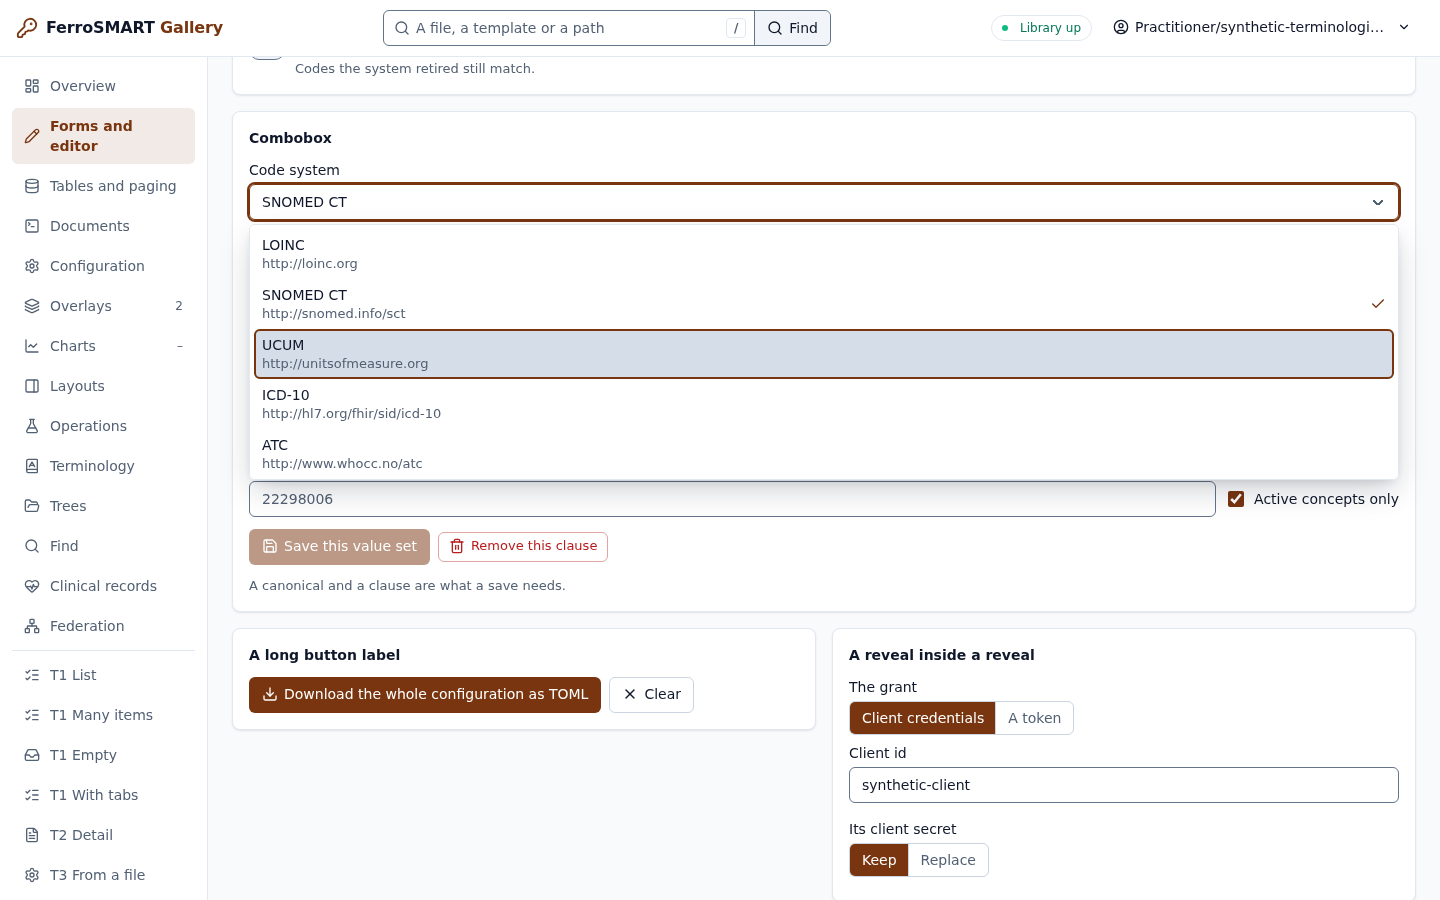 FerroSMART Gallery
A file, a template or a path
/
Find
Library up
Practitioner/synthetic-terminologi...
Overview
Forms and
editor
Tables and paging
Documents
Configuration
Overlays 2
Charts –
Layouts
Operations
Terminology
Trees
Find
Clinical records
Federation
T1 List
T1 Many items
T1 Empty
T1 With tabs
T2 Detail
T3 From a file
Codes the system retired still match.
Combobox
Code system
SNOMED CT
LOINC
http://loinc.org
SNOMED CT
http://snomed.info/sct
UCUM
http://unitsofmeasure.org
ICD-10
http://hl7.org/fhir/sid/icd-10
ATC
http://www.whocc.no/atc
22298006
Active concepts only
Save this value set
Remove this clause
A canonical and a clause are what a save needs.
A long button label
Download the whole configuration as TOML
Clear
A reveal inside a reveal
The grant
Client credentials
A token
Client id
synthetic-client
Its client secret
Keep
Replace